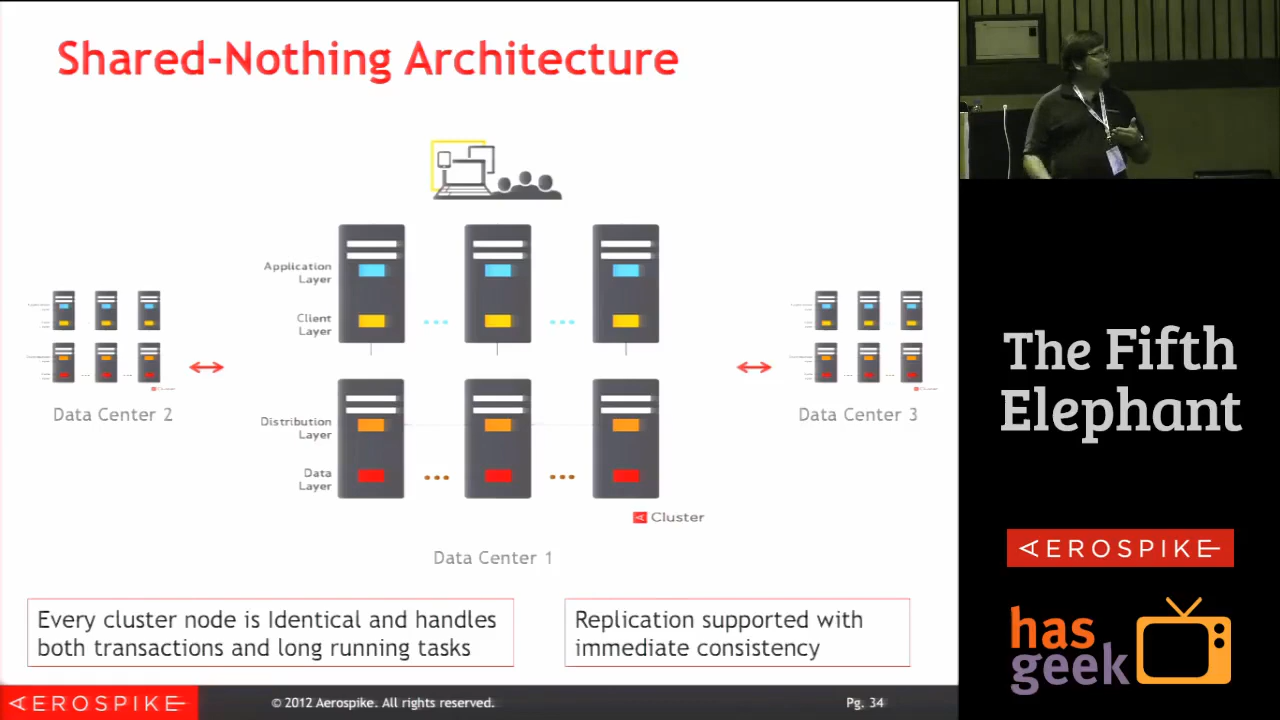 Shared-Nothing Architecture
Application
Layer
Client
Layer
Distribution
Layer
Data
Layer
Cluster
Data Center 2
Data Center 3
Data Center 1
Every cluster node is Identical and handles
both transactions and long running tasks
Replication supported with
immediate consistency
AEROSPIKE
© 2012 Aerospike. All rights reserved.
Pg. 34
The Fifth
Elephant
AEROSPIKE
has
geek